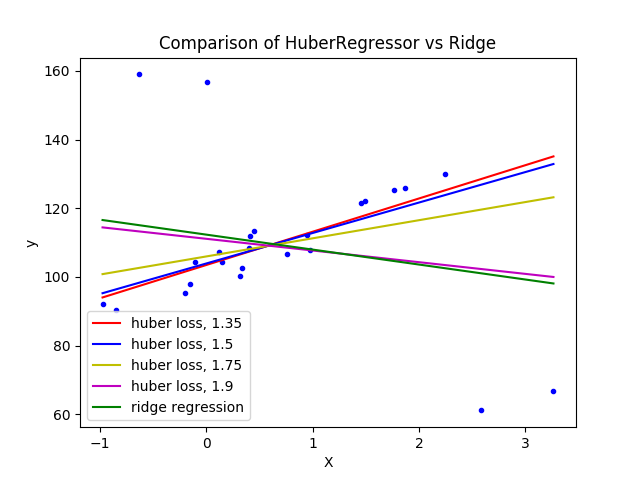 Comparison of HuberRegressor vs Ridge
160
140
120
100
80
60
y
huber loss, 1.35
huber loss, 1.5
huber loss, 1.75
huber loss, 1.9
ridge regression
−1
0
1
2
3
X